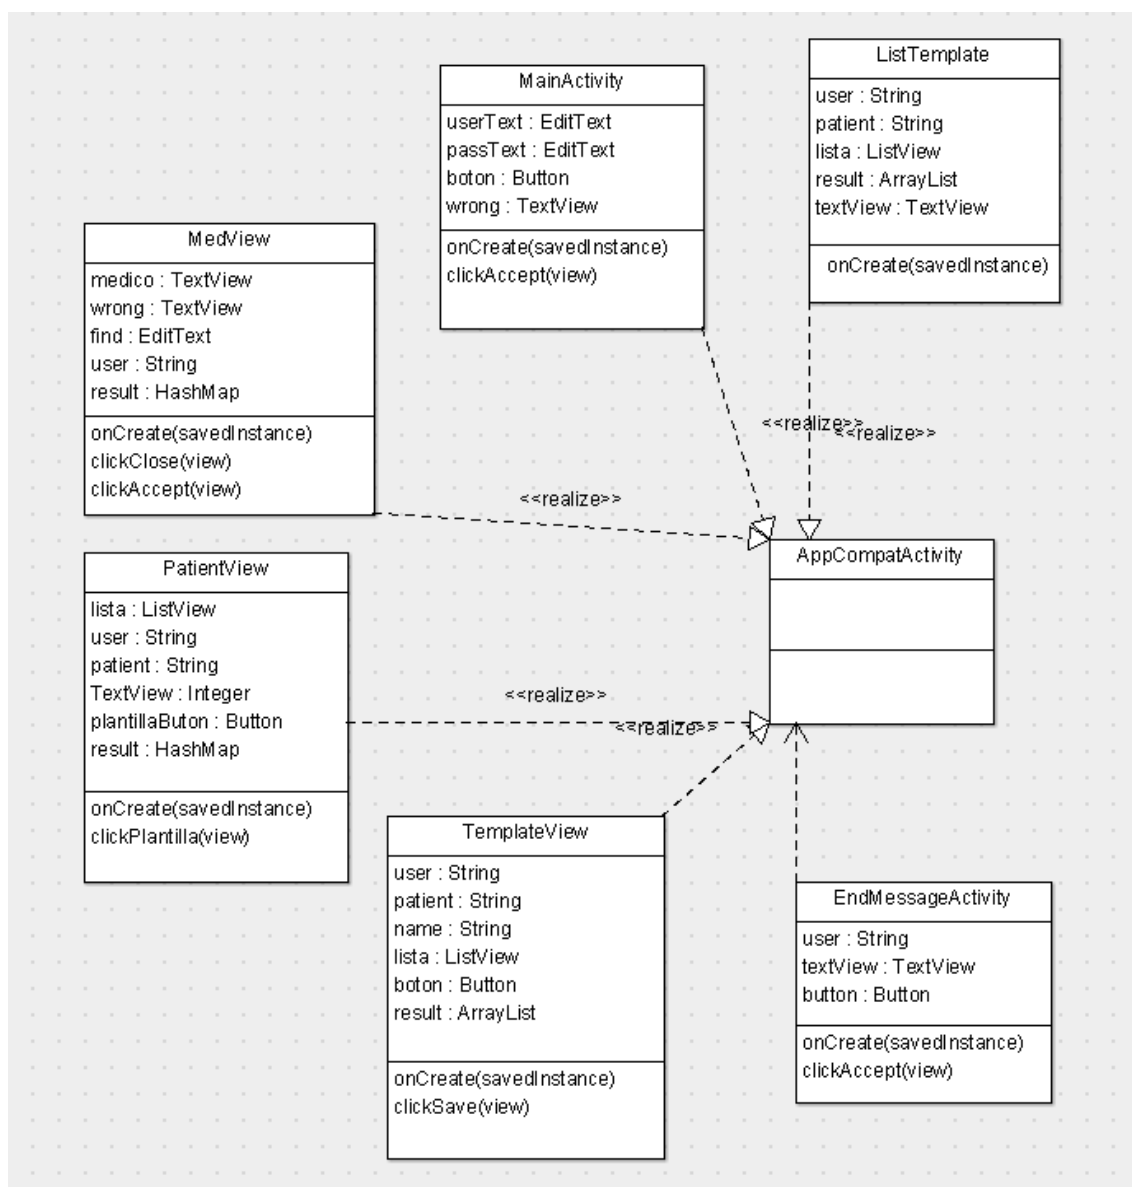 ListTemplate
user : String
patient : String
lista : ListView
result : ArrayList
textView : TextView
onCreate(savedInstance)
MainActivity
userText : EditText
passText : EditText
boton : Button
wrong : TextView
onCreate(savedInstance)
clickAccept(view)
MedView
medico : TextView
wrong : TextView
find : EditText
user : String
result : HashMap
onCreate(savedInstance)
clickClose(view)
clickAccept(view)
<<realize>>
<<realize>>
<<realize>>
AppCompatActivity
PatientView
lista : ListView
user : String
patient : String
TextView : Integer
plantillaButon : Button
result : HashMap
onCreate(savedInstance)
clickPlantilla(view)
<<realize>>
<<realize>>
TemplateView
user : String
patient : String
name : String
lista : ListView
boton : Button
result : ArrayList
onCreate(savedInstance)
clickSave(view)
EndMessageActivity
user : String
textView : TextView
button : Button
onCreate(savedInstance)
clickAccept(view)